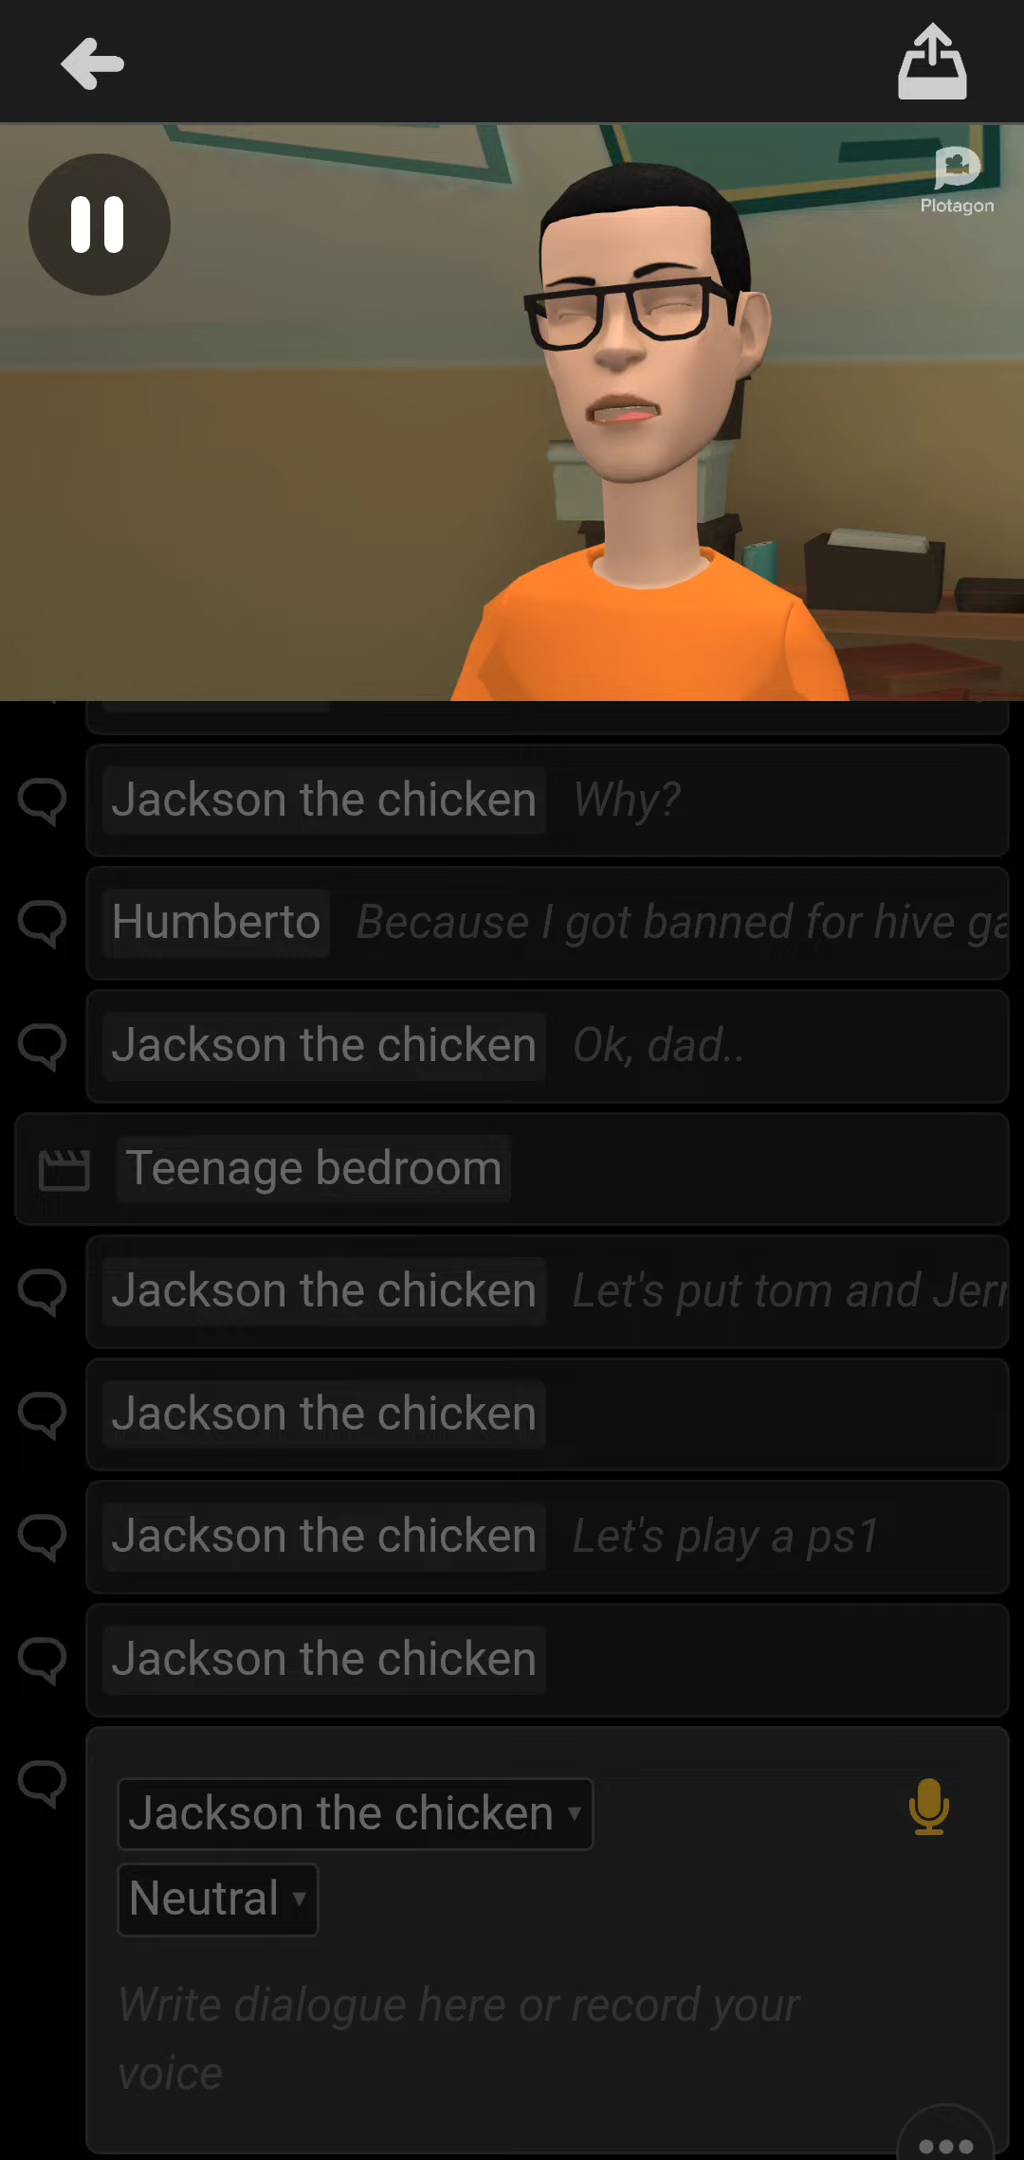 Plotagon
Jackson the chicken Why?
Humberto Because I got banned for hive ga
Jackson the chicken Ok, dad..
Teenage bedroom
Jackson the chicken Let's put tom and Jerr
Jackson the chicken
Jackson the chicken Let's play a ps1
Jackson the chicken
Jackson the chicken
Neutral
Write dialogue here or record your
voice